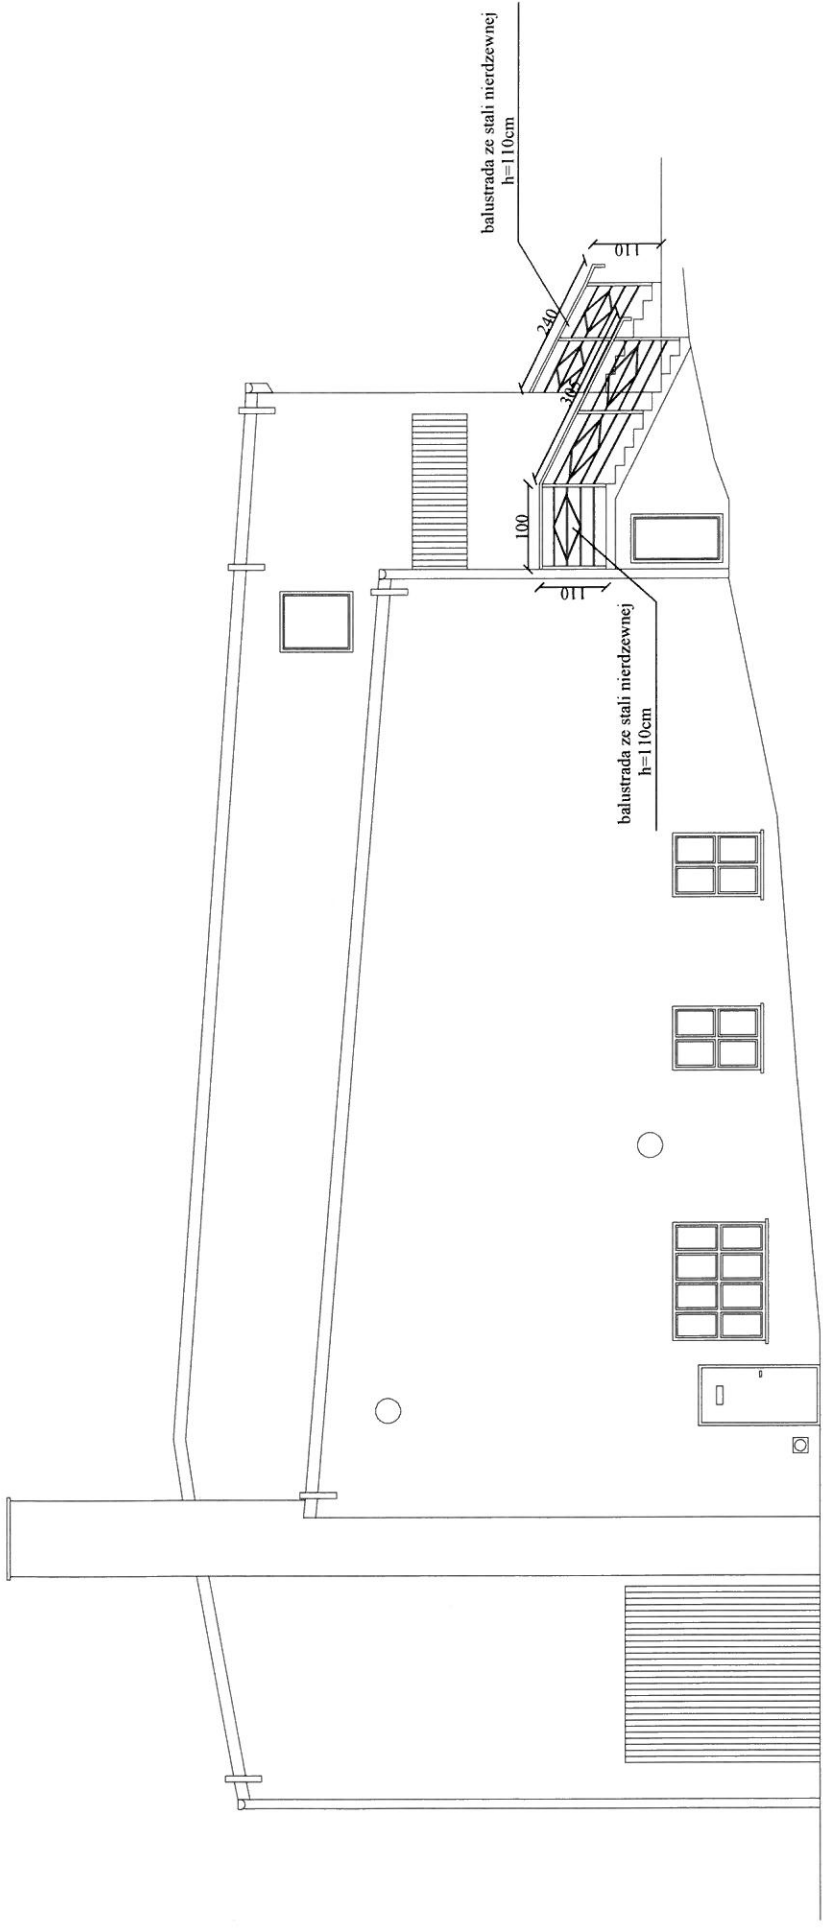 balustrada ze stali nierdzewnej
h=110cm
110
240
305
100
110
balustrada ze stali nierdzewnej
h=110cm